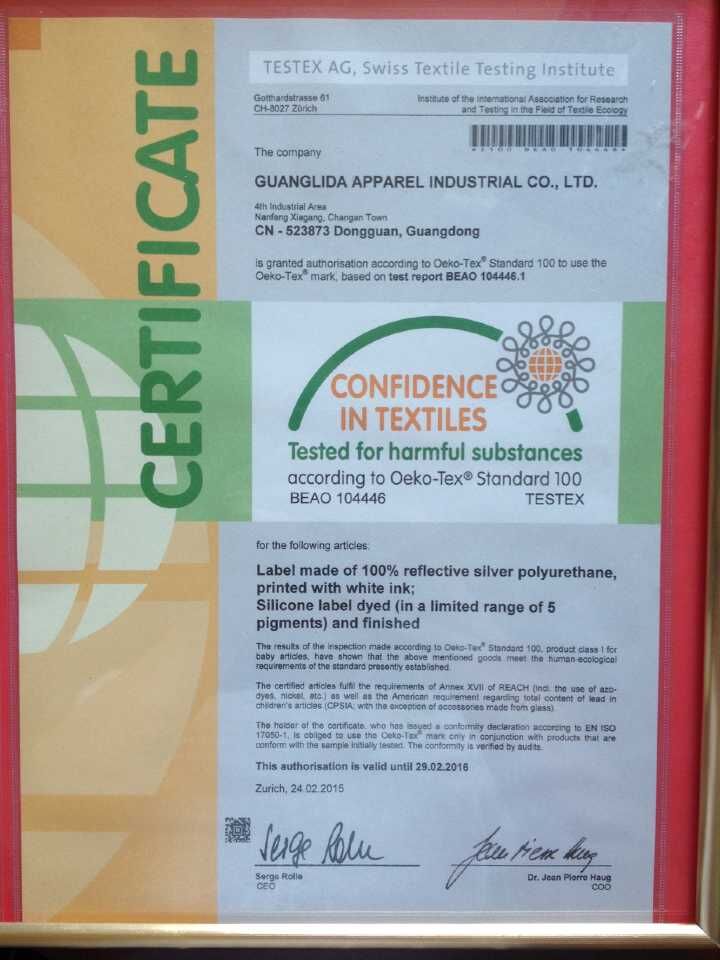 CERTIFICATE
TESTEX AG, Swiss Textile Testing Institute
Gotthardstrasse 61
CH-8027 Zürich
Institute of the International Association for Research
and Testing in the Field of Textile Ecology
The company
GUANGLIDA APPAREL INDUSTRIAL CO., LTD.
4th Industrial Area
Nanfang Xiagang, Changan Town
CN - 523873 Dongguan, Guangdong
is granted authorisation according to Oeko-Tex® Standard 100 to use the
Oeko-Tex® mark, based on test report BEAO 104446.1
CONFIDENCE
IN TEXTILES
Tested for harmful substances
according to Oeko-Tex® Standard 100
BEAO 104446 TESTEX
for the following articles:
Label made of 100% reflective silver polyurethane,
printed with white ink;
Silicone label dyed (in a limited range of 5
pigments) and finished
The results of the inspection made according to Oeko-Tex® Standard 100, product class I for
baby articles, have shown that the above mentioned goods meet the human-ecological
requirements of the standard presently established.
The certified articles fulfil the requirements of Annex XVII of REACH (incl. the use of azo-
dyes, nickel, etc.) as well as the American requirement regarding total content of lead in
children's articles (CPSIA; with the exception of accessories made from glass).
The holder of the certificate, who has issued a conformity declaration according to EN ISO
17050-1, is obliged to use the Oeko-Tex® mark only in conjunction with products that are
conform with the sample initially tested. The conformity is verified by audits.
This authorisation is valid until 29.02.2016
Zurich, 24.02.2015
Serge Rolle
CEO
Dr. Jean Pierre Haug
COO